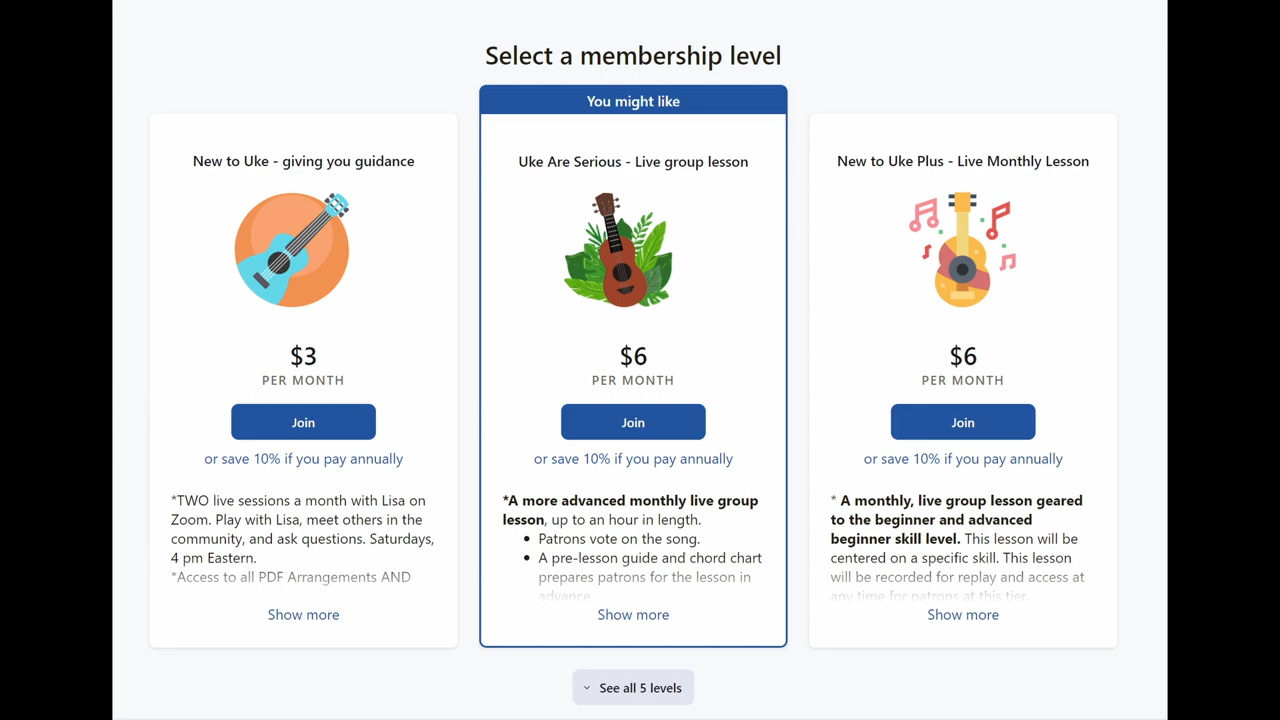 Select a membership level
You might like
New to Uke - giving you guidance
$3
PER MONTH
Join
or save 10% if you pay annually
*TWO live sessions a month with Lisa on
Zoom. Play with Lisa, meet others in the
community, and ask questions. Saturdays,
4 pm Eastern.
*Access to all PDF Arrangements AND
Show more
Uke Are Serious - Live group lesson
$6
PER MONTH
Join
or save 10% if you pay annually
*A more advanced monthly live group
lesson, up to an hour in length.
• Patrons vote on the song.
• A pre-lesson guide and chord chart
prepares patrons for the lesson in
advance.
Show more
New to Uke Plus - Live Monthly Lesson
$6
PER MONTH
Join
or save 10% if you pay annually
* A monthly, live group lesson geared
to the beginner and advanced
beginner skill level. This lesson will be
centered on a specific skill. This lesson
will be recorded for replay and access at
any time for patrons at this tier.
Show more
See all 5 levels